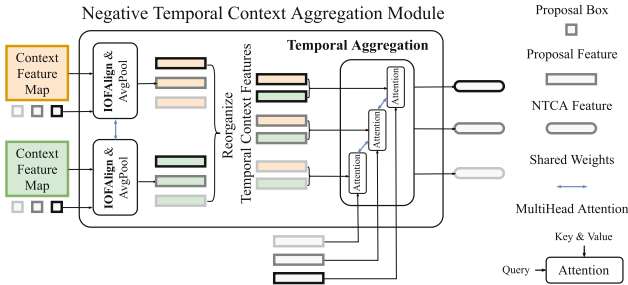 Negative Temporal Context Aggregation Module
Context
Feature
Map
IOFAlign &
AvgPool
Context
Feature
Map
IOFAlign &
AvgPool
Reorganize
Temporal Context Features
Temporal Aggregation
Attention
Attention
Attention
Proposal Box
Proposal Feature
NTCA Feature
Shared Weights
MultiHead Attention
Key & Value
Query
Attention